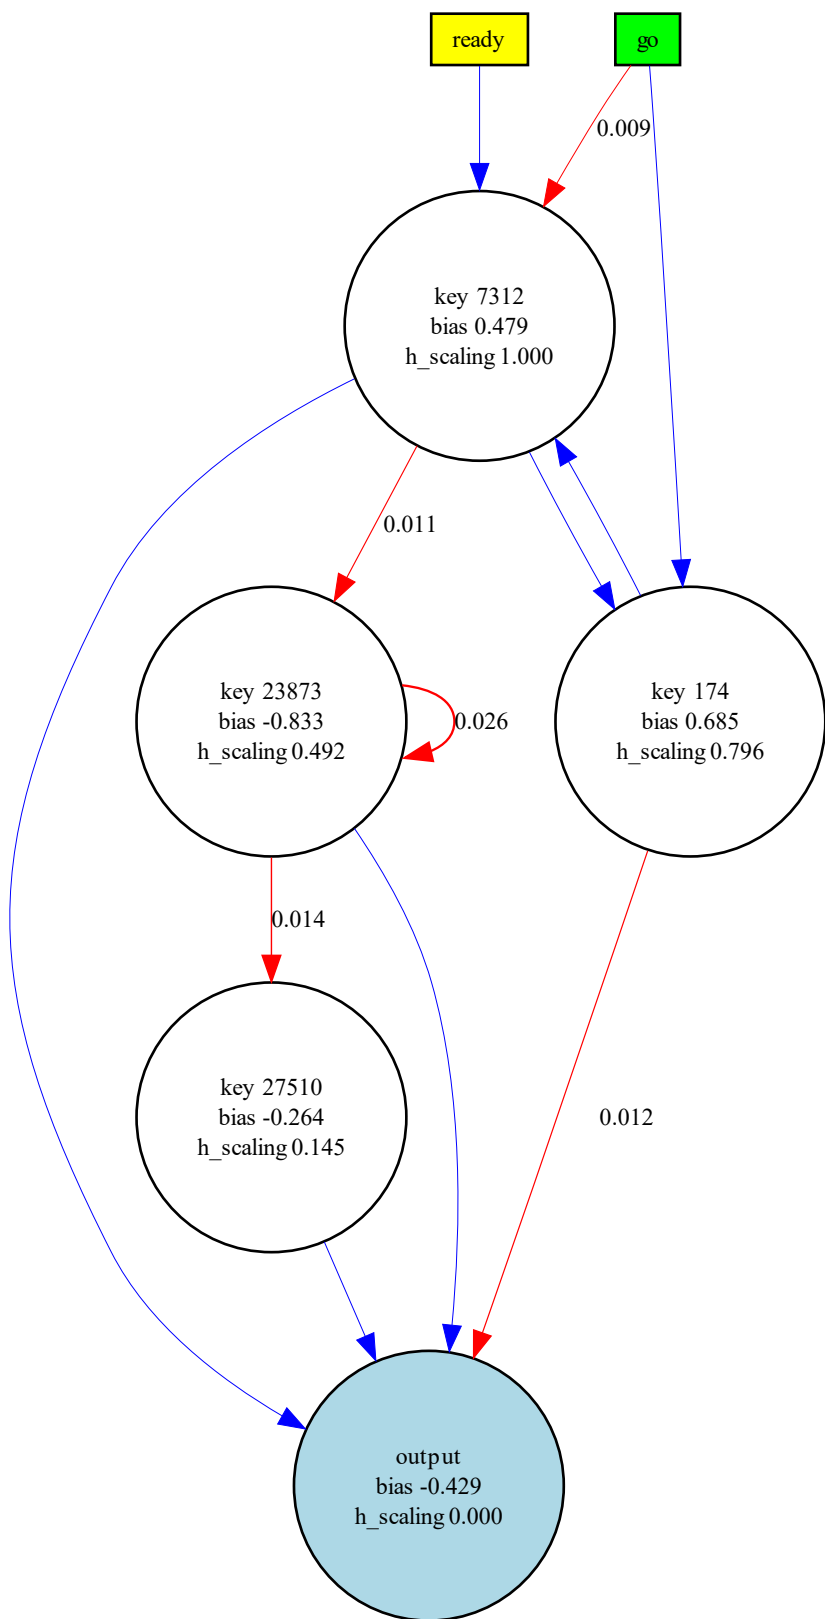 ready
go
0.009
key 7312
bias 0.479
h_scaling 1.000
0.011
key 23873
bias -0.833
h_scaling 0.492
0.026
key 174
bias 0.685
h_scaling 0.796
0.014
key 27510
bias -0.264
h_scaling 0.145
0.012
output
bias -0.429
h_scaling 0.000